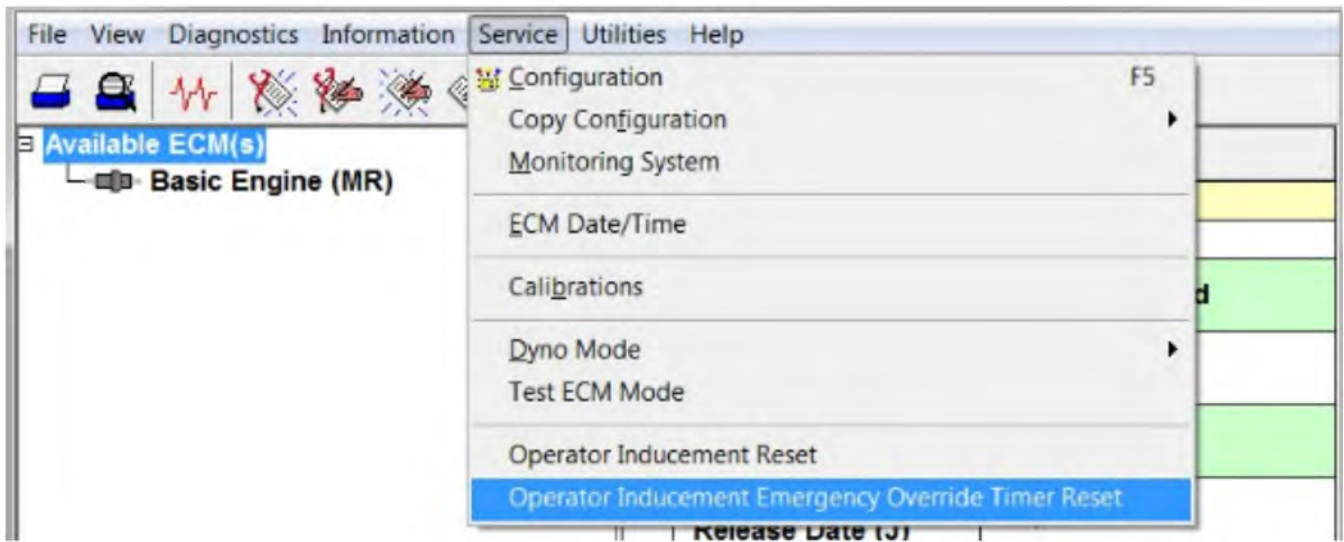 File View Diagnostics Information Service Utilities Help
Configuration F5
Copy Configuration
Available ECM(s)
Monitoring System
Basic Engine (MR)
ECM Date/Time
Calibrations
d
Dyno Mode
Test ECM Mode
Operator Inducement Reset
Operator Inducement Emergency Override Timer Reset
Release Date (J)